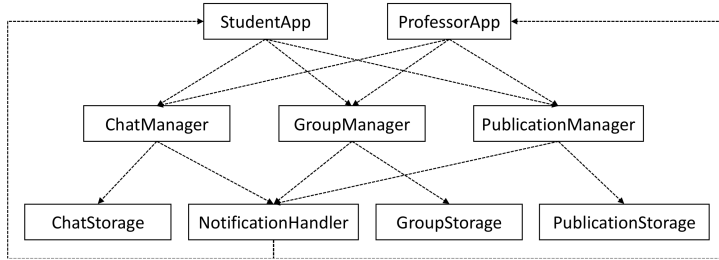 StudentApp
ProfessorApp
ChatManager
GroupManager
PublicationManager
ChatStorage
NotificationHandler
GroupStorage
PublicationStorage